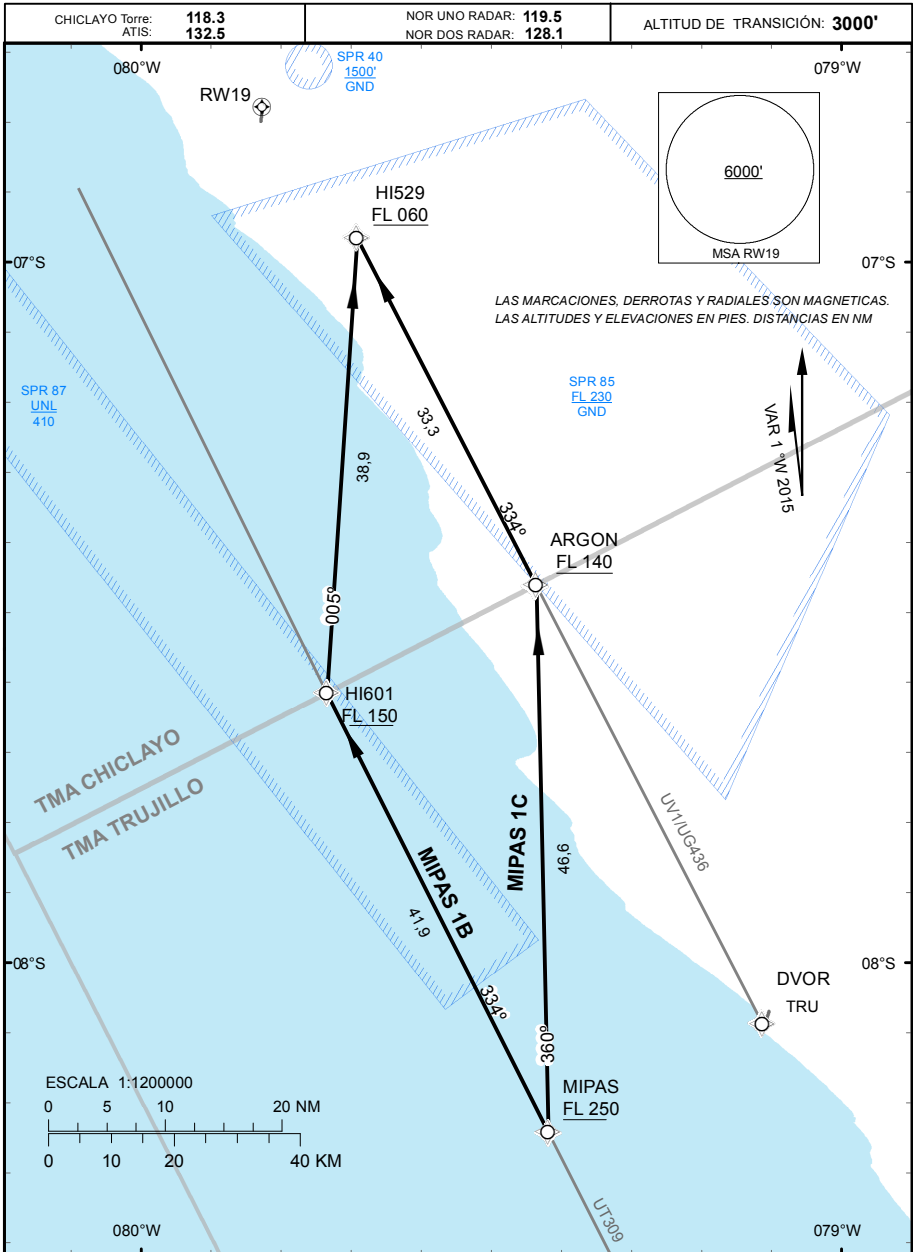 CHICLAYO Torre: 118.3
ATIS: 132.5
NOR UNO RADAR: 119.5
NOR DOS RADAR: 128.1
ALTITUD DE TRANSICIÓN: 3000'
080°W
079°W
SPR 40
1500'
GND
RW19
6000'
MSA RW19
HI529
FL 060
07°S
07°S
LAS MARCACIONES, DERROTAS Y RADIALES SON MAGNETICAS.
LAS ALTITUDES Y ELEVACIONES EN PIES. DISTANCIAS EN NM
SPR 87
UNL
410
SPR 85
FL 230
GND
VAR 1 °W 2015
33,3
38,9
334°
ARGON
FL 140
005°
HI601
FL 150
TMA CHICLAYO
TMA TRUJILLO
MIPAS 1C
UV1/UG436
46,6
MIPAS 1B
41,9
08°S
08°S
DVOR
TRU
334°
360°
ESCALA 1:1200000
0 5 10 20 NM
0 10 20 40 KM
MIPAS
FL 250
UT309
080°W
079°W